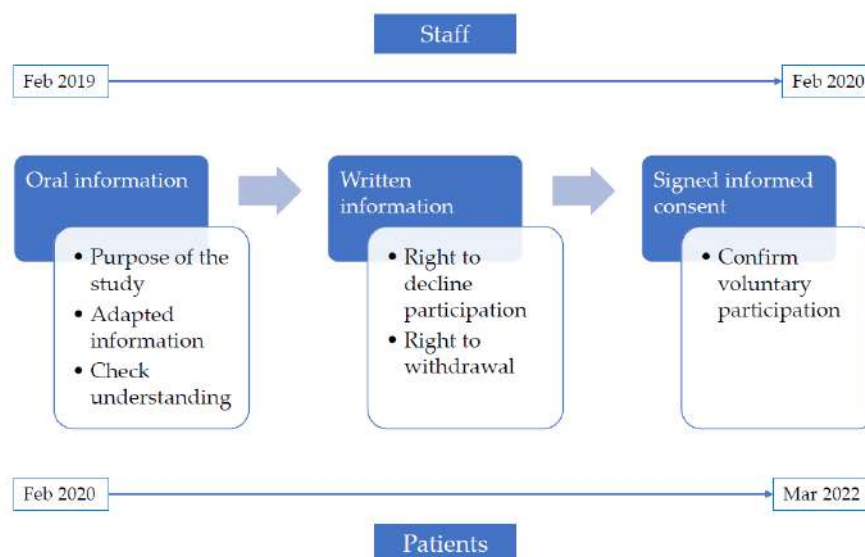 Staff
Feb 2019
Feb 2020
Oral information
• Purpose of the
study
• Adapted
information
• Check
understanding
Written
information
• Right to
decline
participation
• Right to
withdrawal
Signed informed
consent
• Confirm
voluntary
participation
Feb 2020
Mar 2022
Patients